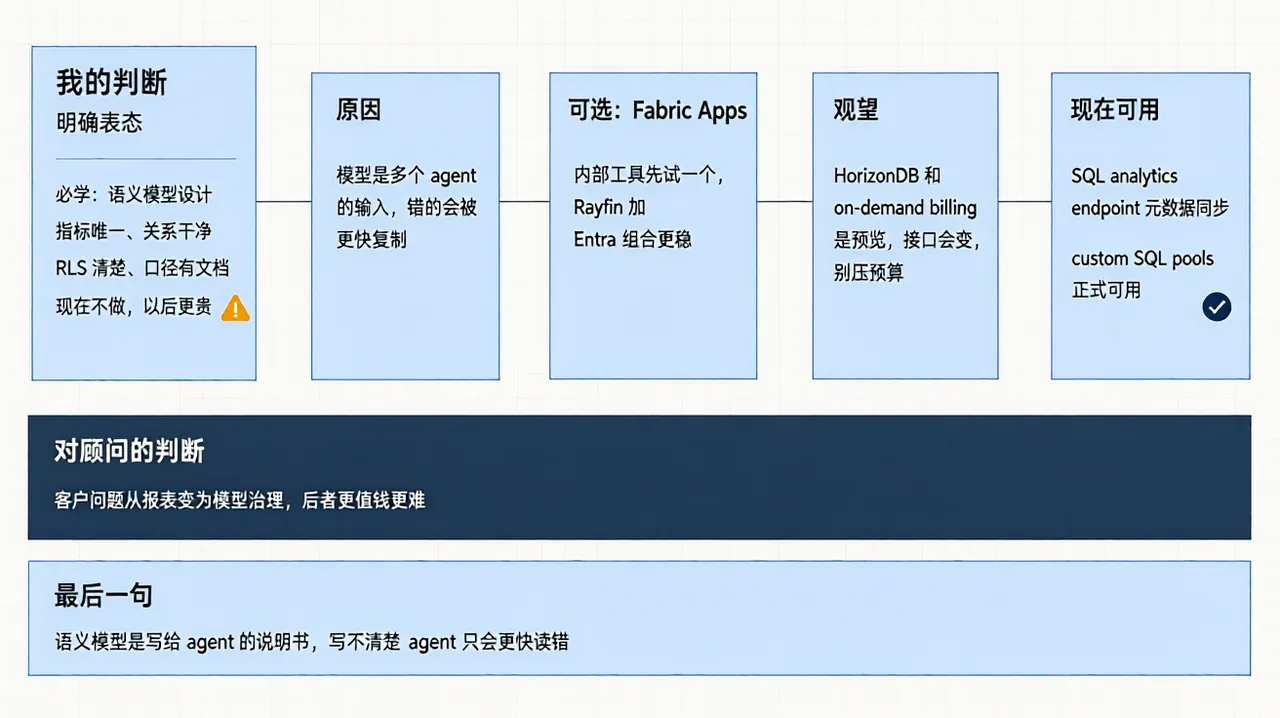 我的判断
明确表态
必学：语义模型设计
指标唯一、关系干净
RLS 清楚、口径有文档
现在不做，以后更贵
原因
模型是多个 agent
的输入，错的会被
更快复制
可选：Fabric Apps
内部工具先试一个，
Rayfin 加
Entra 组合更稳
观望
HorizonDB 和
on-demand billing
是预览，接口会变，
别压预算
现在可用
SQL analytics
endpoint 元数据同步
custom SQL pools
正式可用
对顾问的判断
客户问题从报表变为模型治理，后者更值钱更难
最后一句
语义模型是写给 agent 的说明书，写不清楚 agent 只会更快读错